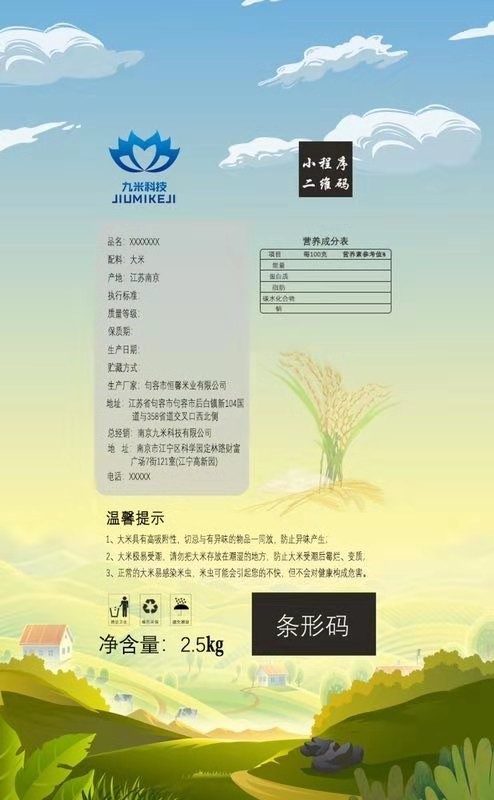 九米科技
JIUMIKEJI
小程序
二维码
品名：XXXXXXX
配料：大米
产地：江苏南京
执行标准:
质量等级:
保质期:
生产日期:
贮藏方式
生产厂家：句容市恒馨米业有限公司
地址：江苏省句容市句容市后白镇新104国
道与358省道交叉口西北侧
总经销：南京九米科技有限公司
地 址：南京市江宁区科学园定林路财富
广场7街121室(江宁高新园)
电话：XXXXX
营养成分表
项目 每100克 营养素参考值%
能量
蛋白质
脂肪
碳水化合物
钠
温馨提示
1、大米具有高吸附性，切忌与有异味的物品一同放，防止异味产生;
2、大米极易受潮，请勿把大米存放在潮湿的地方，防止大米受潮后霉烂、变质。
3、正常的大米易感染米虫，米虫可能会引起您的不快，但不会对健康构成危害。
净含量：2.5kg
条形码